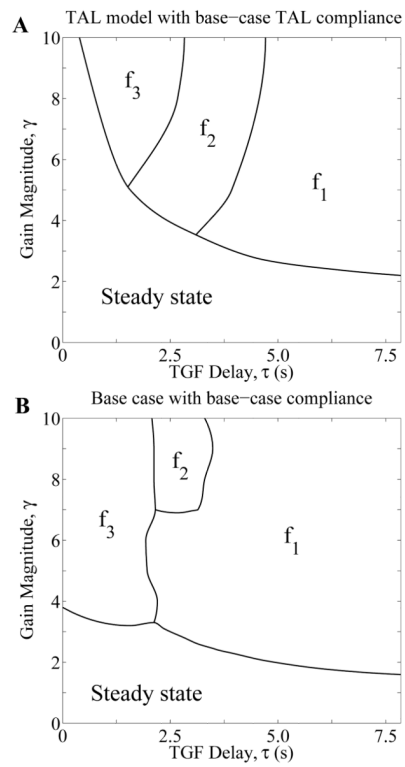 A
TAL model with base−case TAL compliance
10
8
6
4
2
0
Gain Magnitude, γ
f3
f2
f1
Steady state
0
2.5
5.0
7.5
TGF Delay, τ (s)
B
Base case with base−case compliance
10
8
6
4
2
0
Gain Magnitude, γ
f2
f3
f1
Steady state
0
2.5
5.0
7.5
TGF Delay, τ (s)